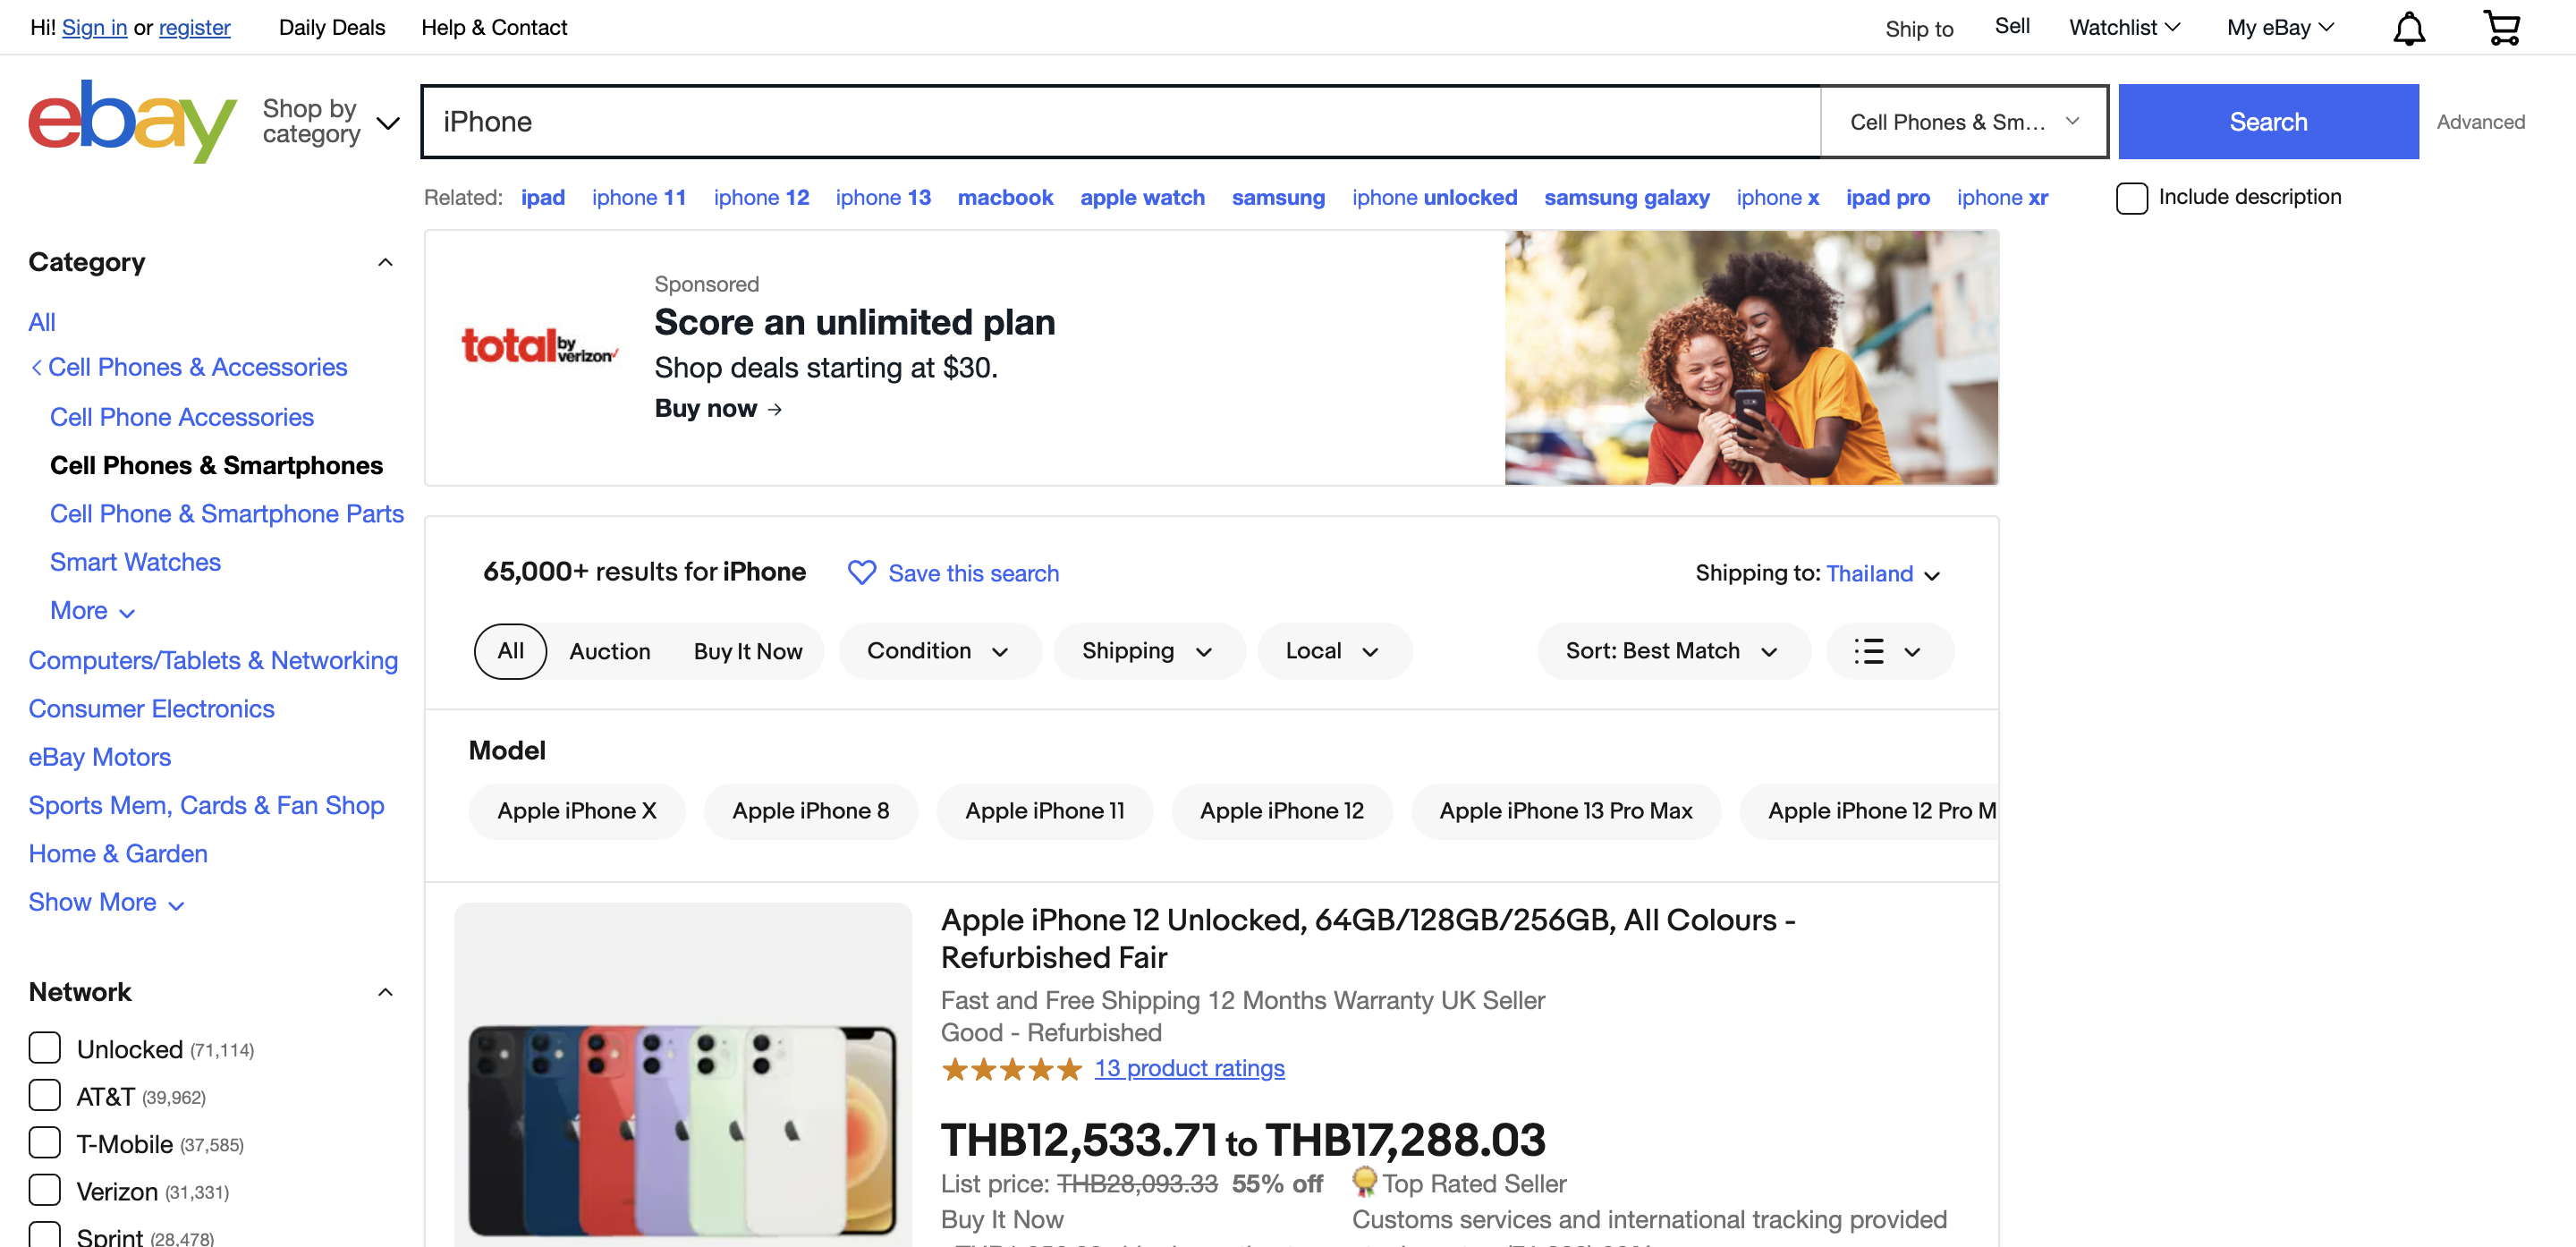 Hi! Sign in or register Daily Deals Help & Contact Ship to Sell Watchlist My eBay
ebay
Shop by
category
iPhone Cell Phones & Sm... Search Advanced
Related: ipad iphone 11 iphone 12 iphone 13 macbook apple watch samsung iphone unlocked samsung galaxy iphone x ipad pro iphone xr Include description
Category
All
Cell Phones & Accessories
Cell Phone Accessories
Cell Phones & Smartphones
Cell Phone & Smartphone Parts
Smart Watches
More
Computers/Tablets & Networking
Consumer Electronics
eBay Motors
Sports Mem, Cards & Fan Shop
Home & Garden
Show More
Network
Unlocked (71,114)
AT&T (39,962)
T-Mobile (37,585)
Verizon (31,331)
Sprint (28,478)
total by verizon
Sponsored
Score an unlimited plan
Shop deals starting at $30.
Buy now →
65,000+ results for iPhone Save this search Shipping to: Thailand
All Auction Buy It Now Condition Shipping Local Sort: Best Match
Model
Apple iPhone X Apple iPhone 8 Apple iPhone 11 Apple iPhone 12 Apple iPhone 13 Pro Max Apple iPhone 12 Pro M
Apple iPhone 12 Unlocked, 64GB/128GB/256GB, All Colours -
Refurbished Fair
Fast and Free Shipping 12 Months Warranty UK Seller
Good - Refurbished
13 product ratings
THB12,533.71 to THB17,288.03
List price: THB28,093.33 55% off Top Rated Seller
Buy It Now Customs services and international tracking provided